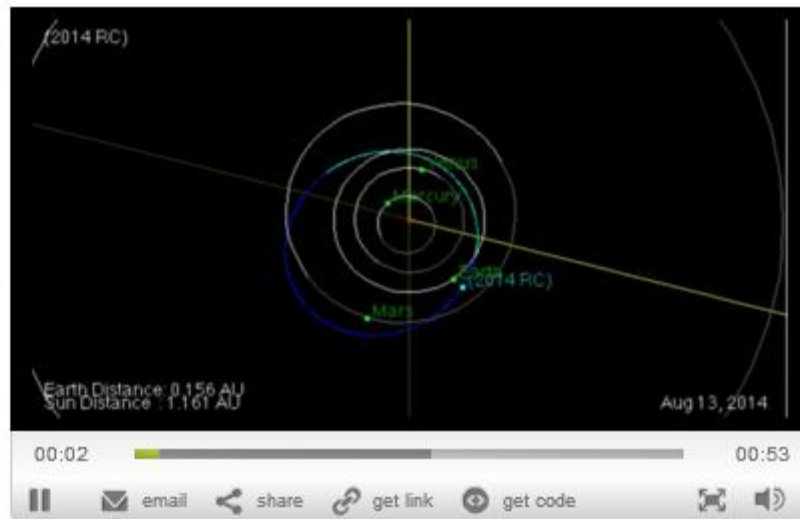 (2014 RC)
Venus
Mercury
Earth
(2014 RC)
Mars
Earth Distance: 0.156 AU
Sun Distance : 1.161 AU
Aug 13, 2014
00:02
00:53
email
share
get link
get code